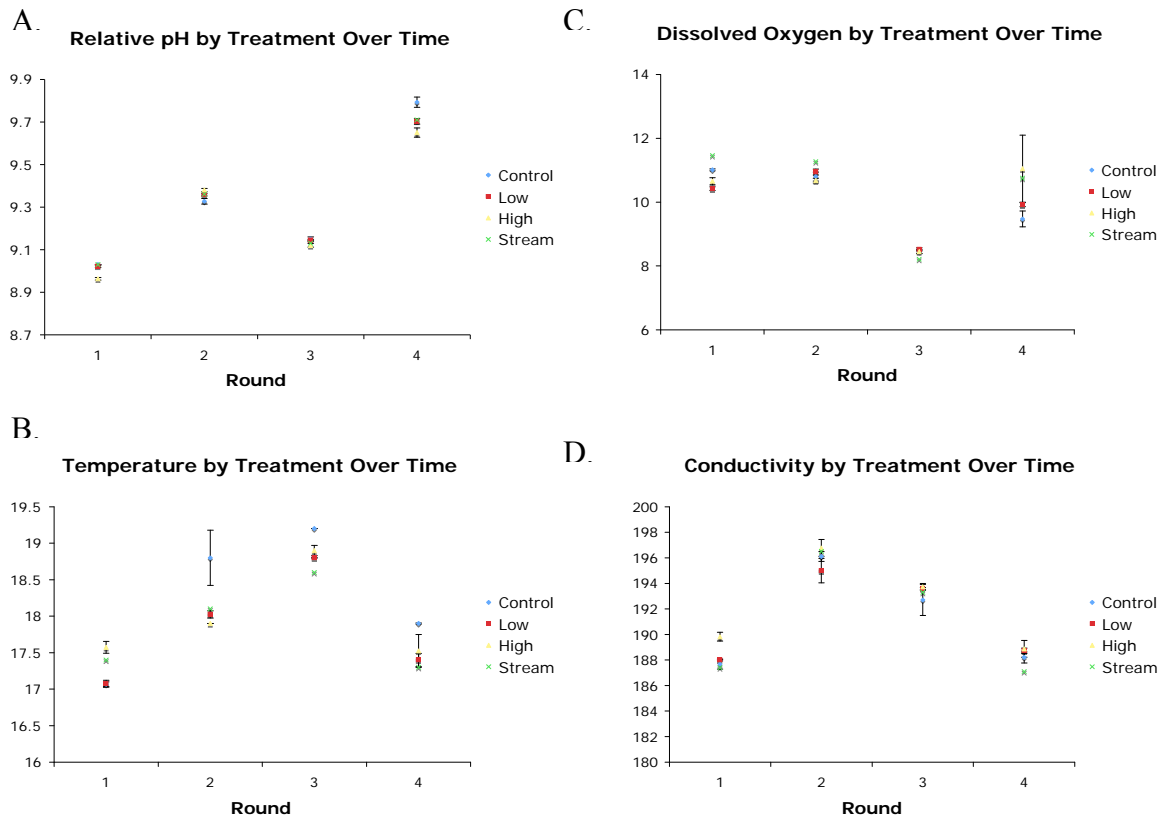 A.
Relative pH by Treatment Over Time
9.9
9.7
9.5
9.3
9.1
8.9
8.7
1 2 3 4
Round
Control
Low
High
Stream
C.
Dissolved Oxygen by Treatment Over Time
14
12
10
8
6
1 2 3 4
Round
Control
Low
High
Stream
B.
Temperature by Treatment Over Time
19.5
19
18.5
18
17.5
17
16.5
16
1 2 3 4
Round
Control
Low
High
Stream
D.
Conductivity by Treatment Over Time
200
198
196
194
192
190
188
186
184
182
180
1 2 3 4
Round
Control
Low
High
Stream